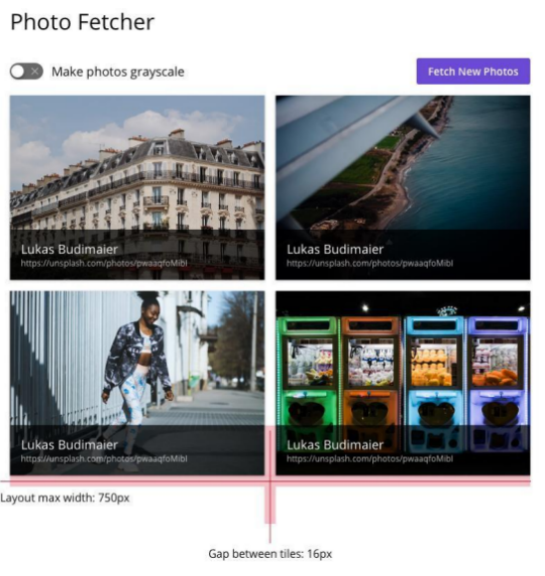 Photo Fetcher
Make photos grayscale
Fetch New Photos
Lukas Budimaier
https://unsplash.com/photos/pwaaqfoMibI
Lukas Budimaier
https://unsplash.com/photos/pwaaqfoMibI
Lukas Budimaier
https://unsplash.com/photos/pwaaqfoMibI
Lukas Budimaier
https://unsplash.com/photos/pwaaqfoMibI
Layout max width: 750px
Gap between tiles: 16px